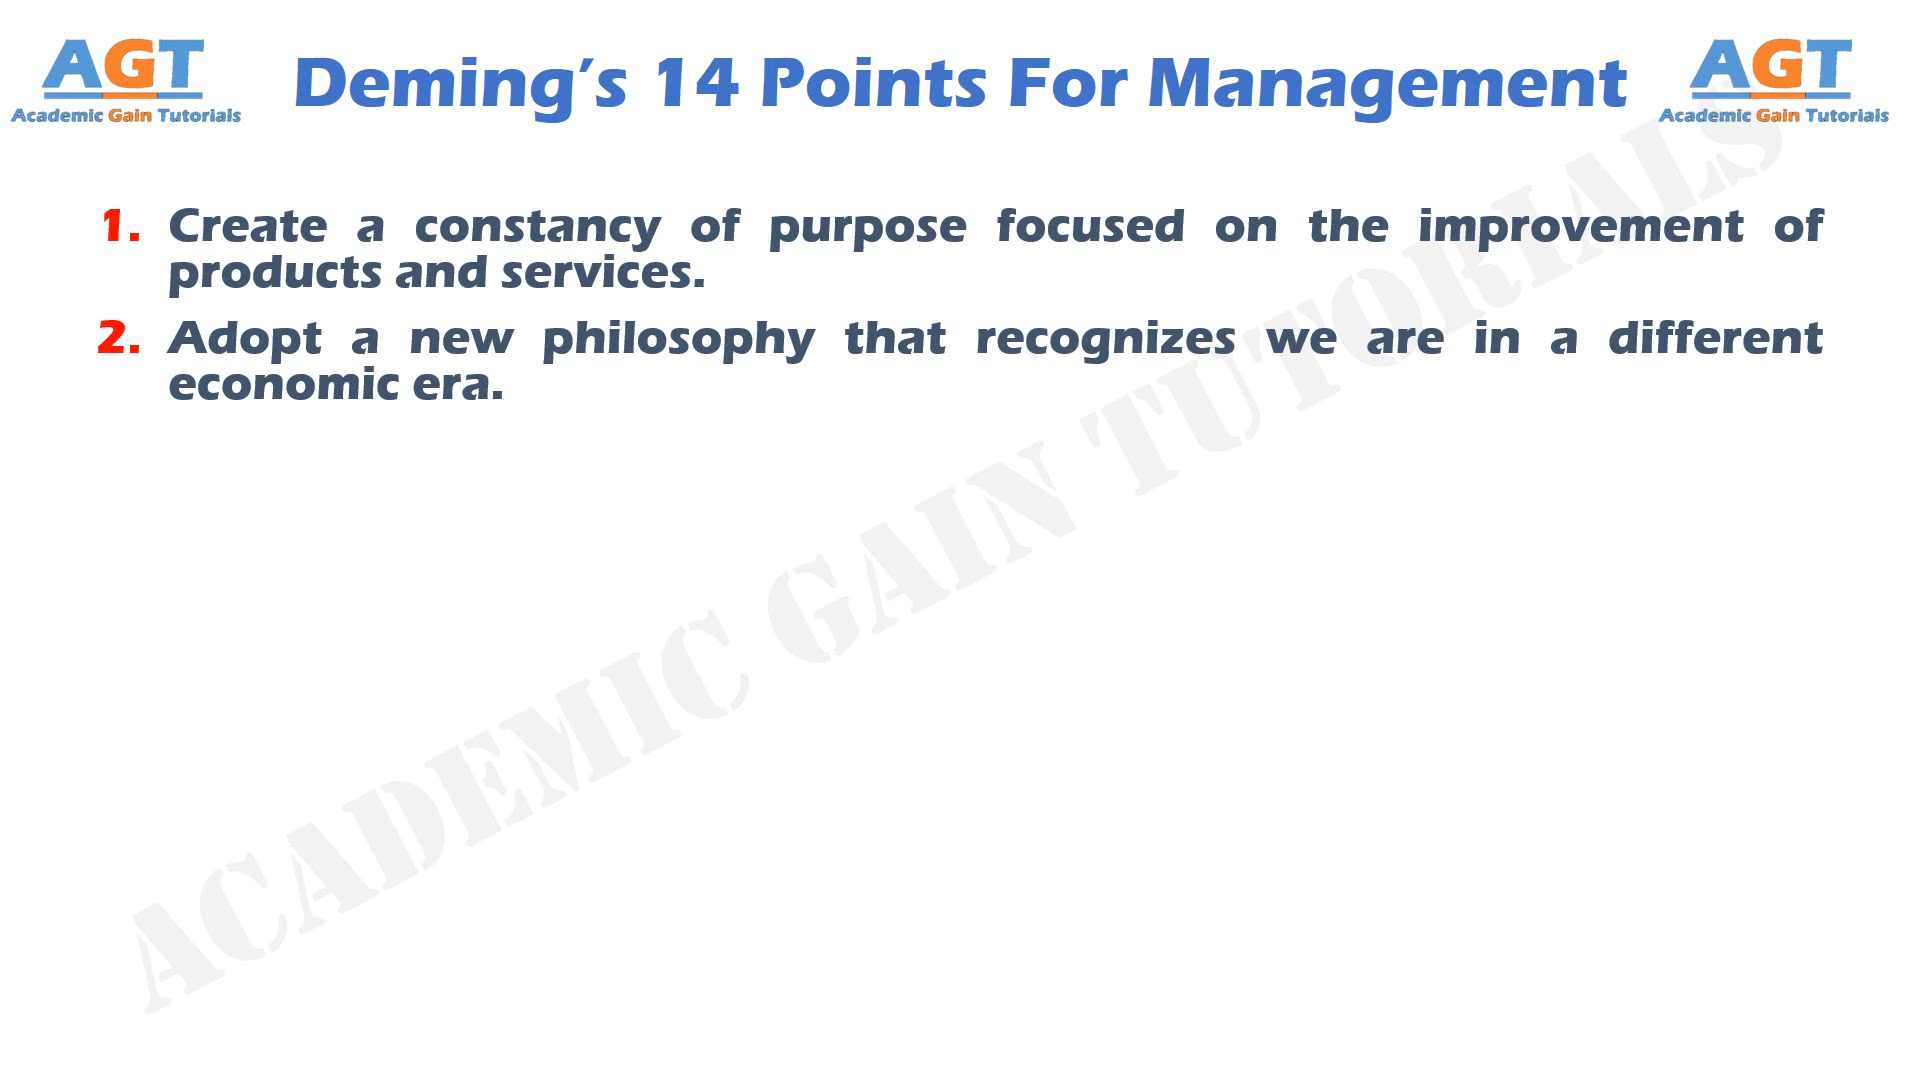 AGT
Academic Gain Tutorials
Deming's 14 Points For Management
AGT
Academic Gain Tutorials
1. Create a constancy of purpose focused on the improvement of
products and services.
2. Adopt a new philosophy that recognizes we are in a different
economic era.
ACADEMIC GAIN TUTORIALS